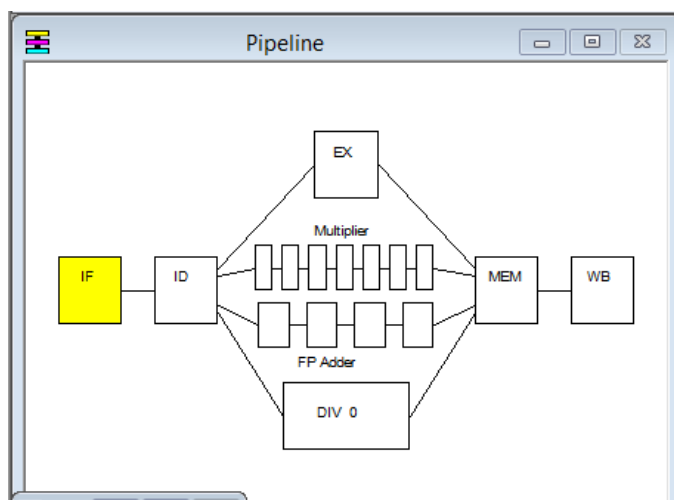 Pipeline
EX
Multiplier
IF
ID
MEM
WB
FP Adder
DIV 0